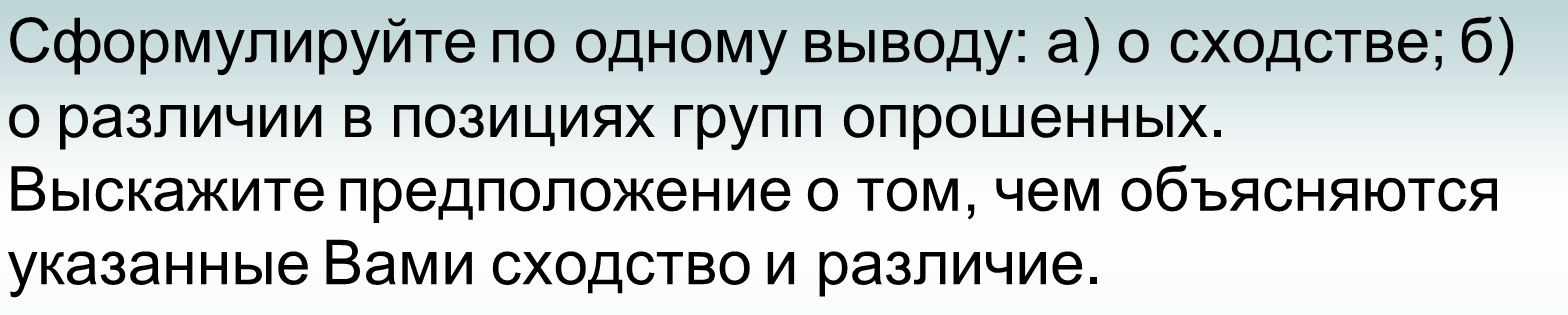 Сформулируйте по одному выводу: а) о сходстве; б)
о различии в позициях групп опрошенных.
Выскажите предположение о том, чем объясняются
указанные Вами сходство и различие.